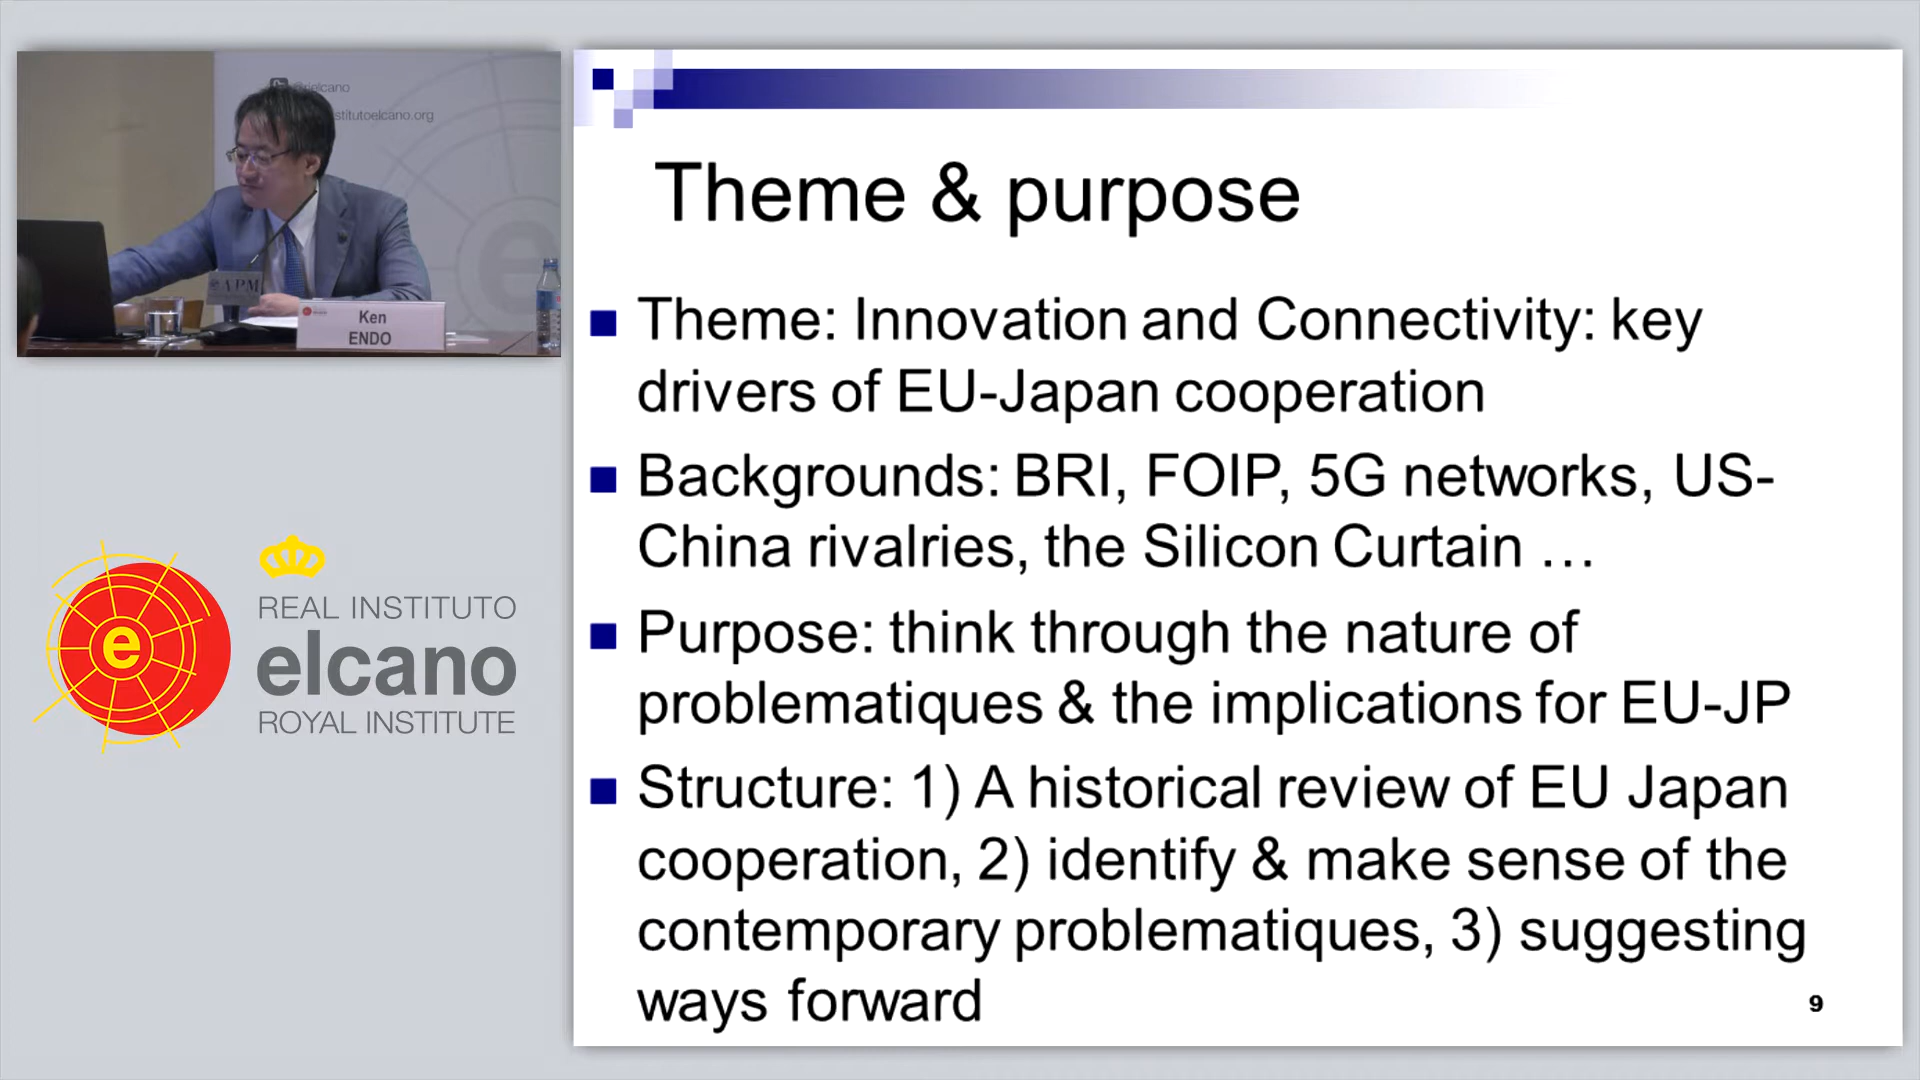 elcano
stitutoelcano.org
APM
Ken
ENDO
e
REAL INSTITUTO
elcano
ROYAL INSTITUTE
Theme & purpose
Theme: Innovation and Connectivity: key
drivers of EU-Japan cooperation
Backgrounds: BRI, FOIP, 5G networks, US-
China rivalries, the Silicon Curtain …
Purpose: think through the nature of
problematiques & the implications for EU-JP
Structure: 1) A historical review of EU Japan
cooperation, 2) identify & make sense of the
contemporary problematiques, 3) suggesting
ways forward
9